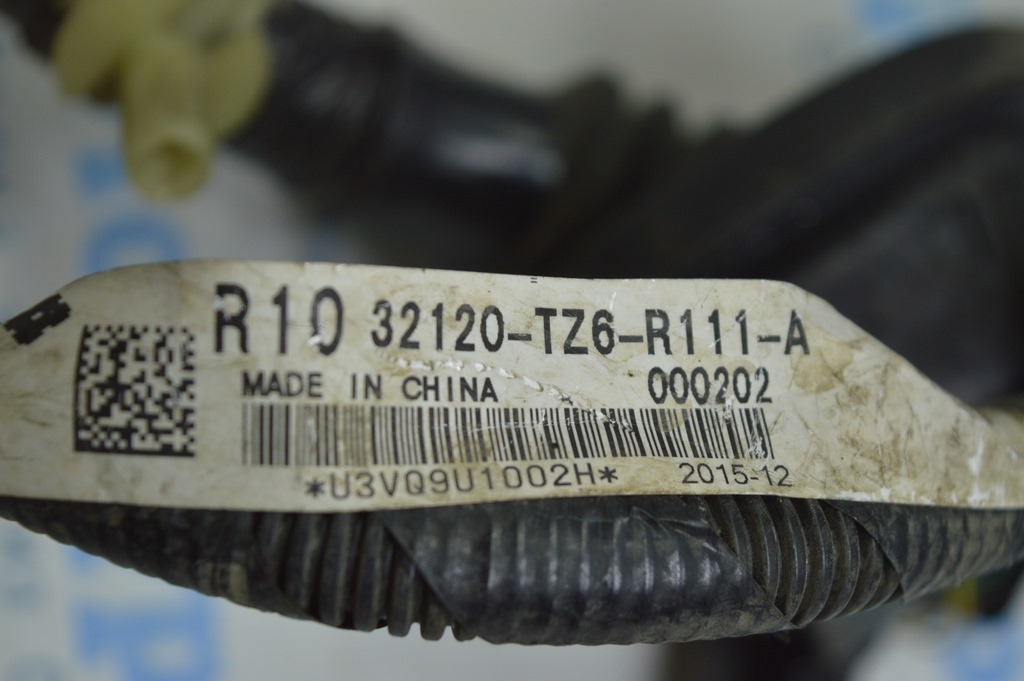 R10 32120-TZ6-R111-A
MADE IN CHINA 000202
*U3VQ9U1002H* 2015-12